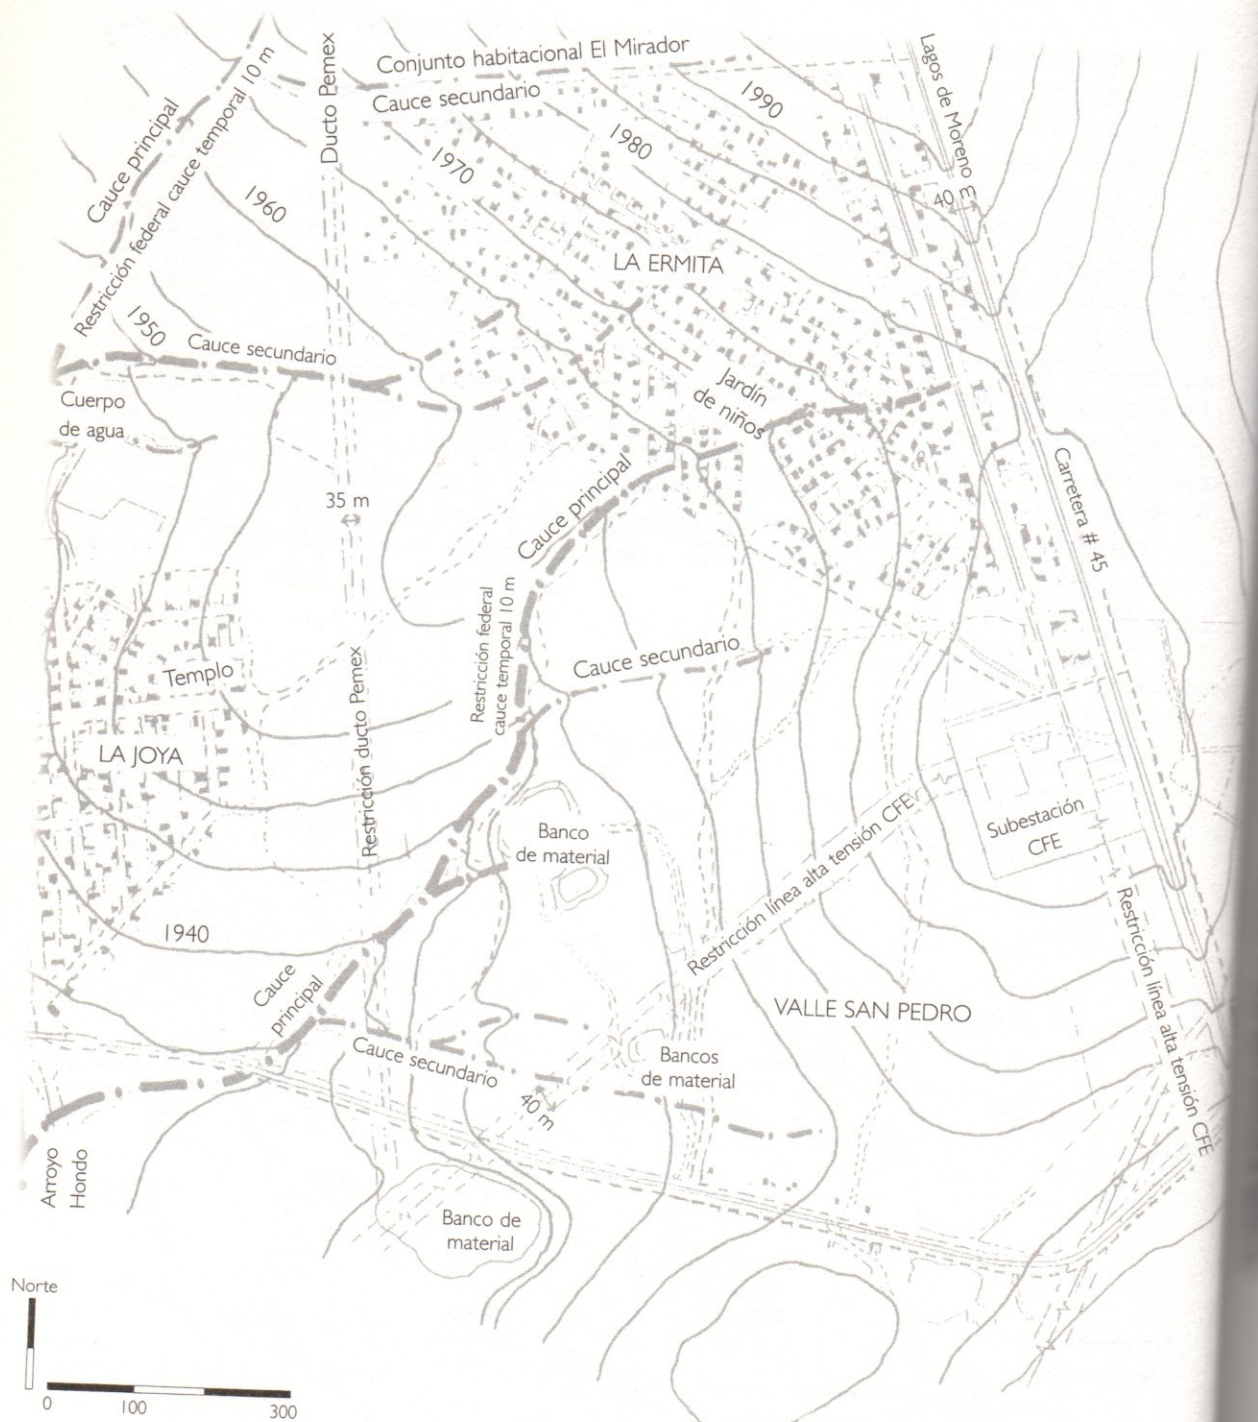 Conjunto habitacional El Mirador
Cauce secundario
Ducto Pemex
Cauce principal
Restricción federal cauce temporal 10 m
Lagos de Moreno E.
1990
1980
1970
1960
1950
40
LA ERMITA
Cauce secundario
Cuerpo
de agua
Jardín
de niños
35 m
Cauce principal
Carretera # 45
Restricción federal
cauce temporal 10 m
Cauce secundario
Templo
LA JOYA
Restricción ducto Pemex
Banco
de material
Restricción línea alta tensión CFE
Subestación
CFE
1940
Cauce
principal
VALLE SAN PEDRO
Restricción línea alta tensión CFE
Cauce secundario
Bancos
de material
40 m
Arroyo
Hondo
Banco de
material
Norte
0
100
300